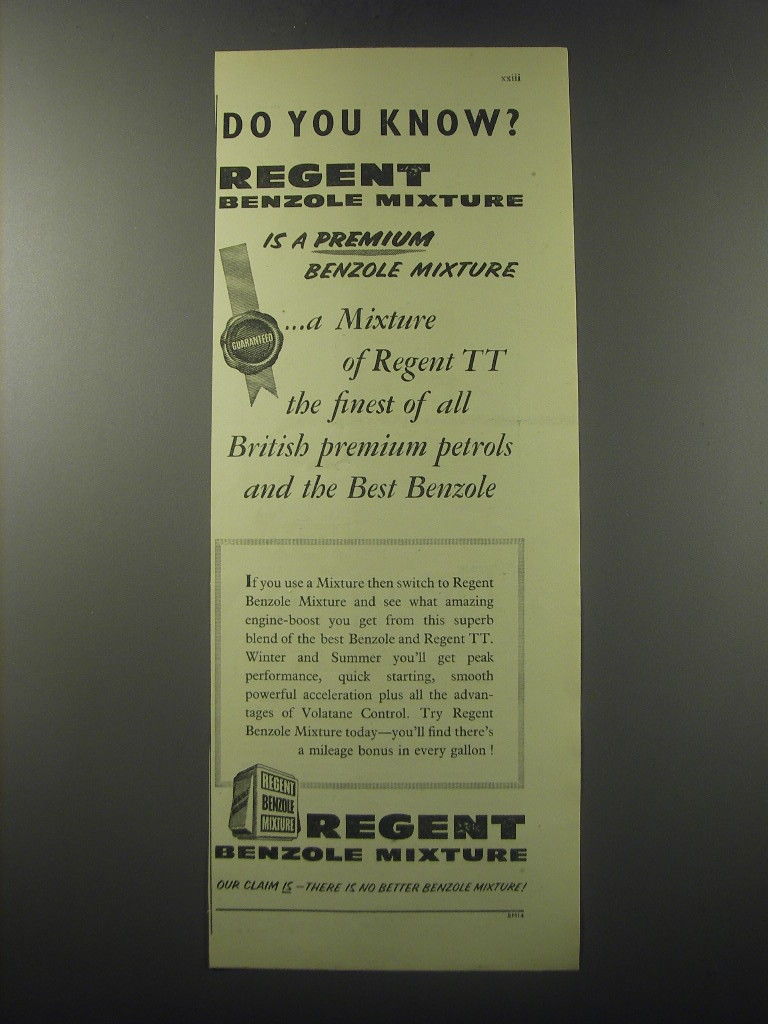 xxiii
DO YOU KNOW?
REGENT
BENZOLE MIXTURE
IS A PREMIUM
BENZOLE MIXTURE
GUARANTEED
...a Mixture
of Regent TT
the finest of all
British premium petrols
and the Best Benzole
If you use a Mixture then switch to Regent
Benzole Mixture and see what amazing
engine-boost you get from this superb
blend of the best Benzole and Regent TT.
Winter and Summer you'll get peak
performance, quick starting, smooth
powerful acceleration plus all the advan-
tages of Volatane Control. Try Regent
Benzole Mixture today—you'll find there's
a mileage bonus in every gallon !
REGENT
BENZOLE
MIXTURE
REGENT
BENZOLE MIXTURE
OUR CLAIM IS – THERE IS NO BETTER BENZOLE MIXTURE!